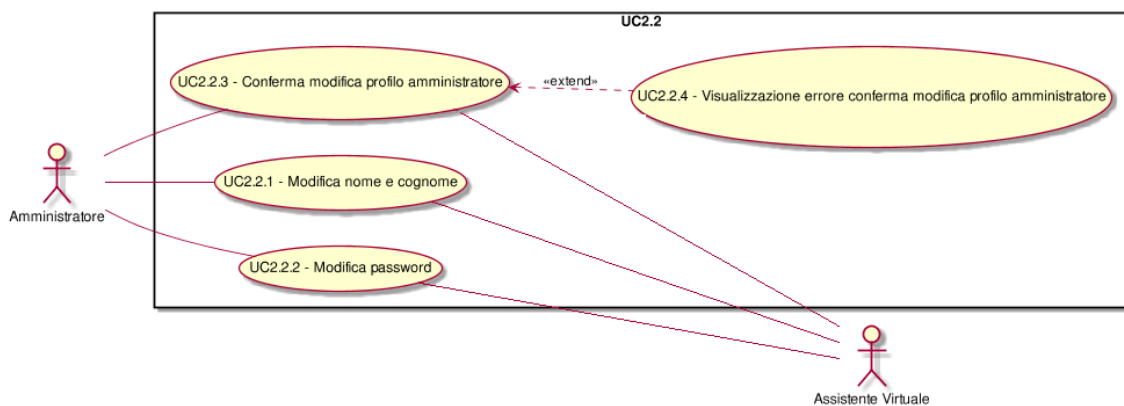 UC2.2
UC2.2.3 - Conferma modifica profilo amministratore
«extend»
UC2.2.4 - Visualizzazione errore conferma modifica profilo amministratore
UC2.2.1 - Modifica nome e cognome
Amministratore
UC2.2.2 - Modifica password
Assistente Virtuale